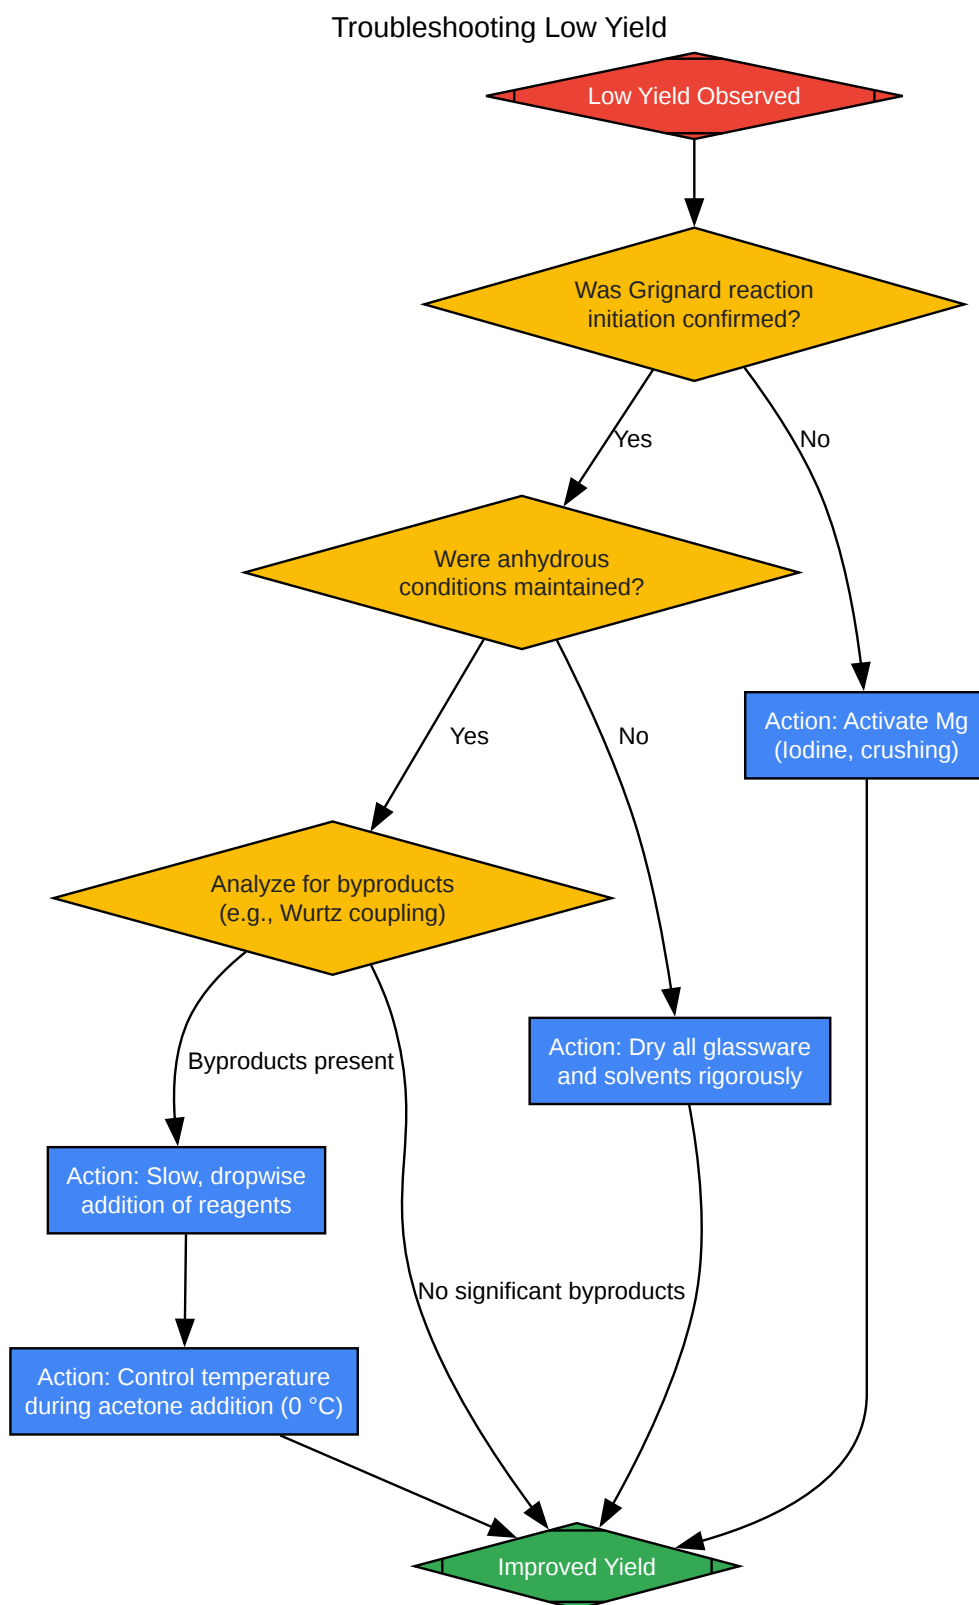 Troubleshooting Low Yield
Low Yield Observed
Was Grignard reaction
initiation confirmed?
Yes
No
Were anhydrous
conditions maintained?
Action: Activate Mg
(Iodine, crushing)
Yes
No
Analyze for byproducts
(e.g., Wurtz coupling)
Action: Dry all glassware
and solvents rigorously
Byproducts present
Action: Slow, dropwise
addition of reagents
No significant byproducts
Action: Control temperature
during acetone addition (0 °C)
Improved Yield